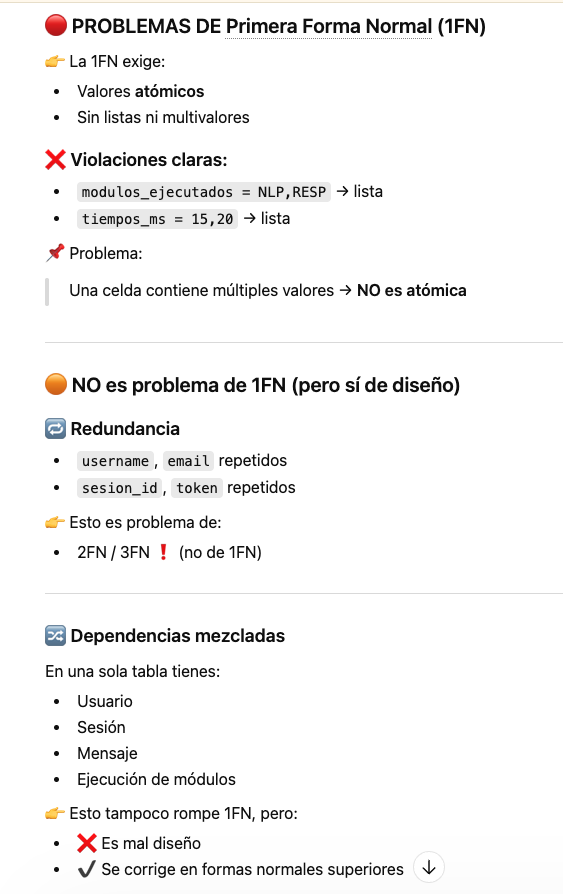 🔴 PROBLEMAS DE Primera Forma Normal (1FN)
👉 La 1FN exige:
• Valores atómicos
• Sin listas ni multivalores
❌ Violaciones claras:
• modulos_ejecutados = NLP,RESP → lista
• tiempos_ms = 15,20 → lista
📌 Problema:
Una celda contiene múltiples valores → NO es atómica
🟠 NO es problema de 1FN (pero sí de diseño)
🔁 Redundancia
• username, email repetidos
• sesion_id, token repetidos
👉 Esto es problema de:
• 2FN / 3FN ❗ (no de 1FN)
🔀 Dependencias mezcladas
En una sola tabla tienes:
• Usuario
• Sesión
• Mensaje
• Ejecución de módulos
👉 Esto tampoco rompe 1FN, pero:
• ❌ Es mal diseño
• ✔️ Se corrige en formas normales superiores